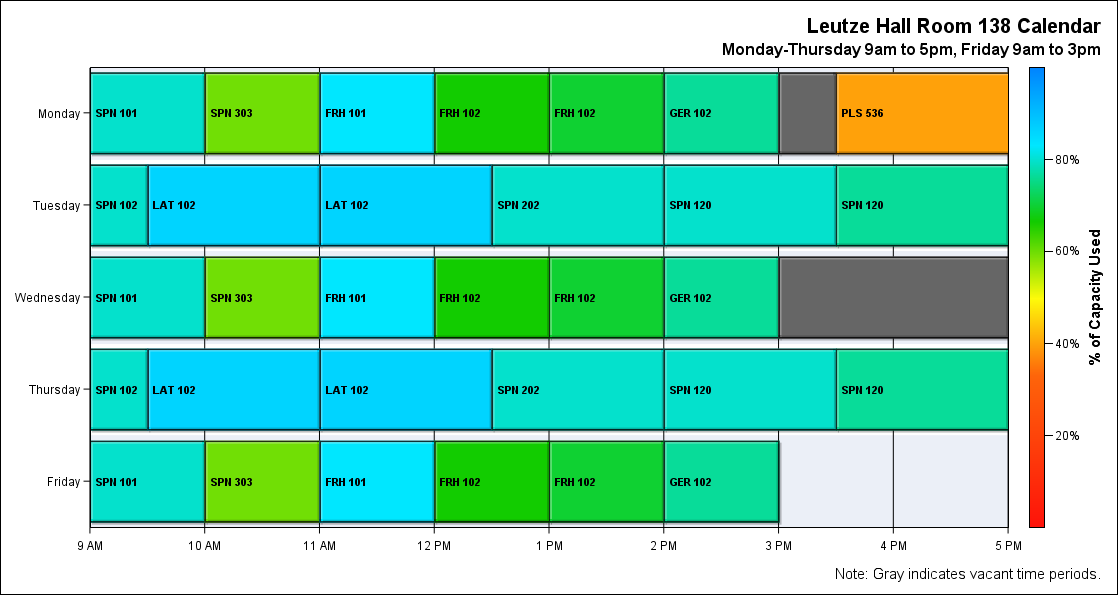 Leutze Hall Room 138 Calendar
Monday-Thursday 9am to 5pm, Friday 9am to 3pm
Monday
SPN 101
SPN 303
FRH 101
FRH 102
FRH 102
GER 102
PLS 536
Tuesday
SPN 102
LAT 102
LAT 102
SPN 202
SPN 120
SPN 120
Wednesday
SPN 101
SPN 303
FRH 101
FRH 102
FRH 102
GER 102
Thursday
SPN 102
LAT 102
LAT 102
SPN 202
SPN 120
SPN 120
Friday
SPN 101
SPN 303
FRH 101
FRH 102
FRH 102
GER 102
9 AM
10 AM
11 AM
12 PM
1 PM
2 PM
3 PM
4 PM
5 PM
80%
60%
40%
20%
% of Capacity Used
Note: Gray indicates vacant time periods.